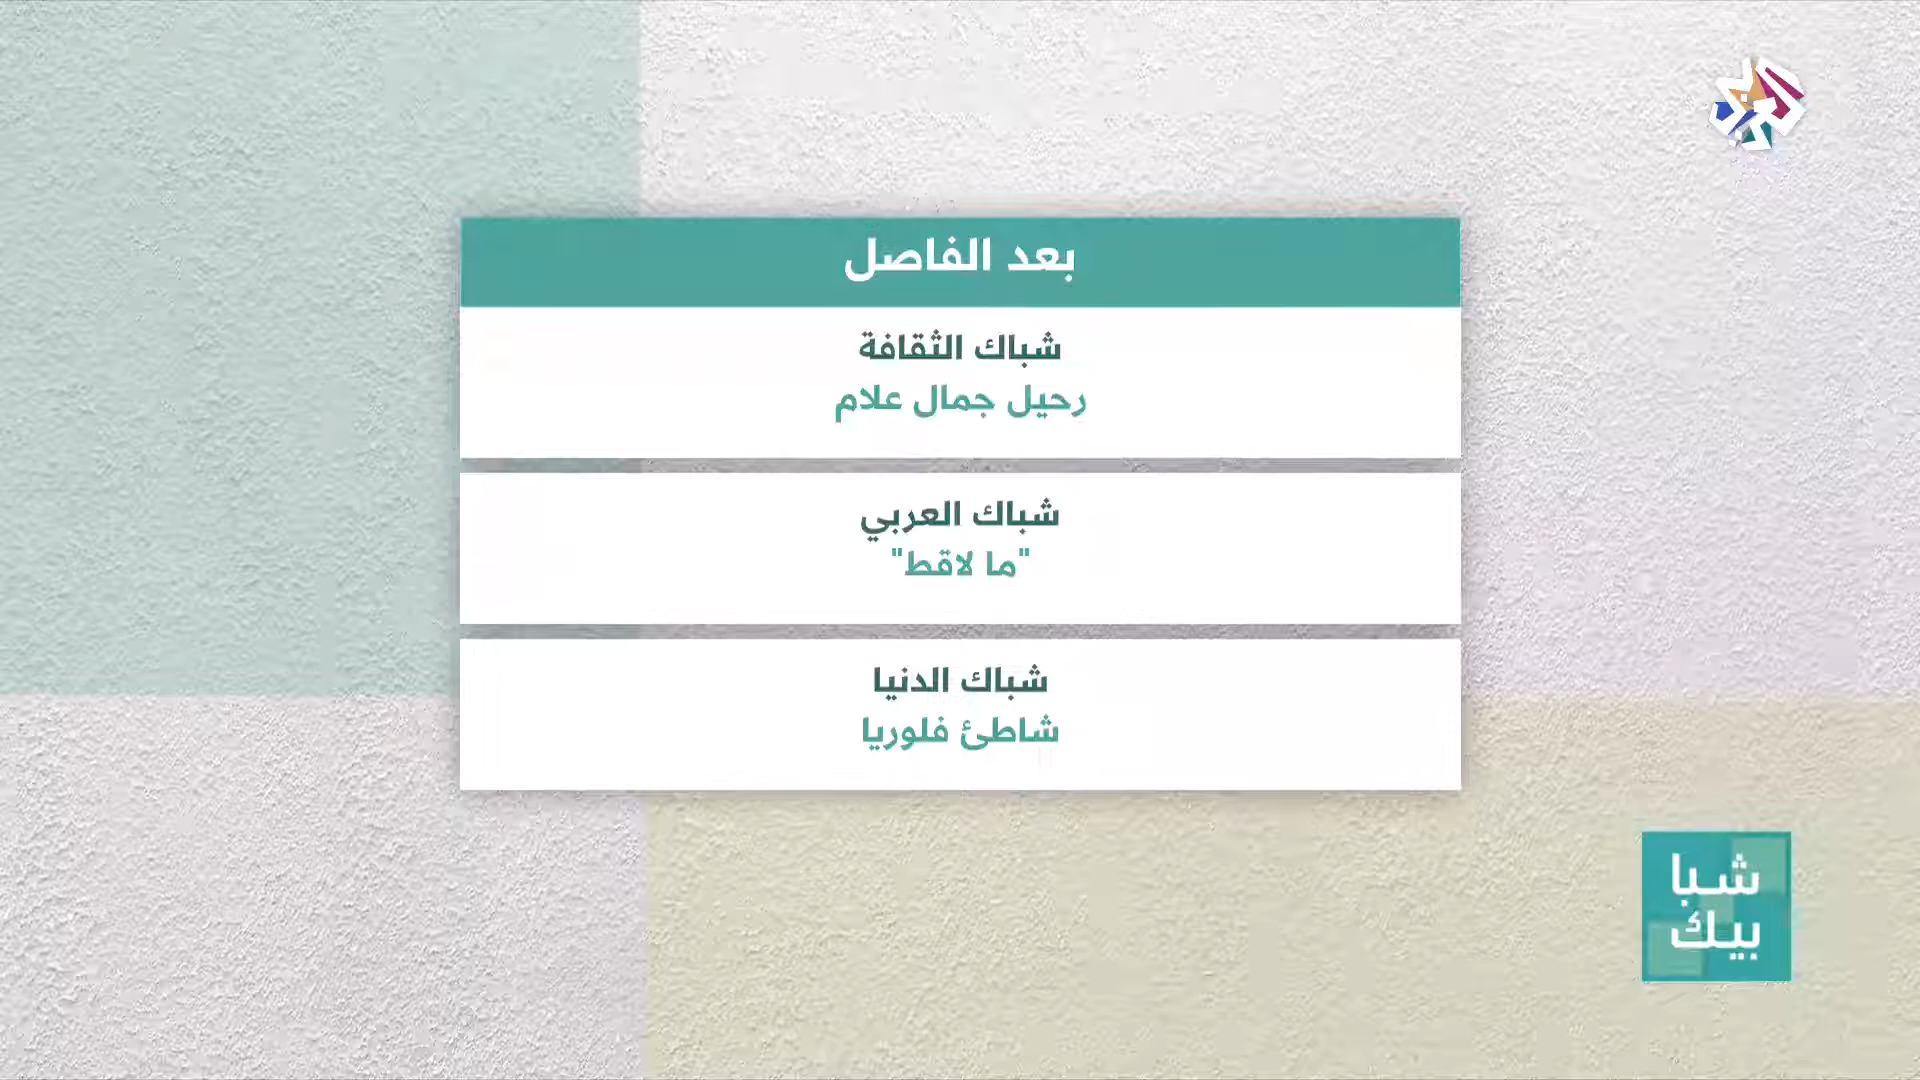 بعد الفاصل
شباك الثقافة
رحيل جمال علام
شباك العربي
"ما لاقط"
شباك الدنيا
شاطئ فلوريا
شبا
بيك